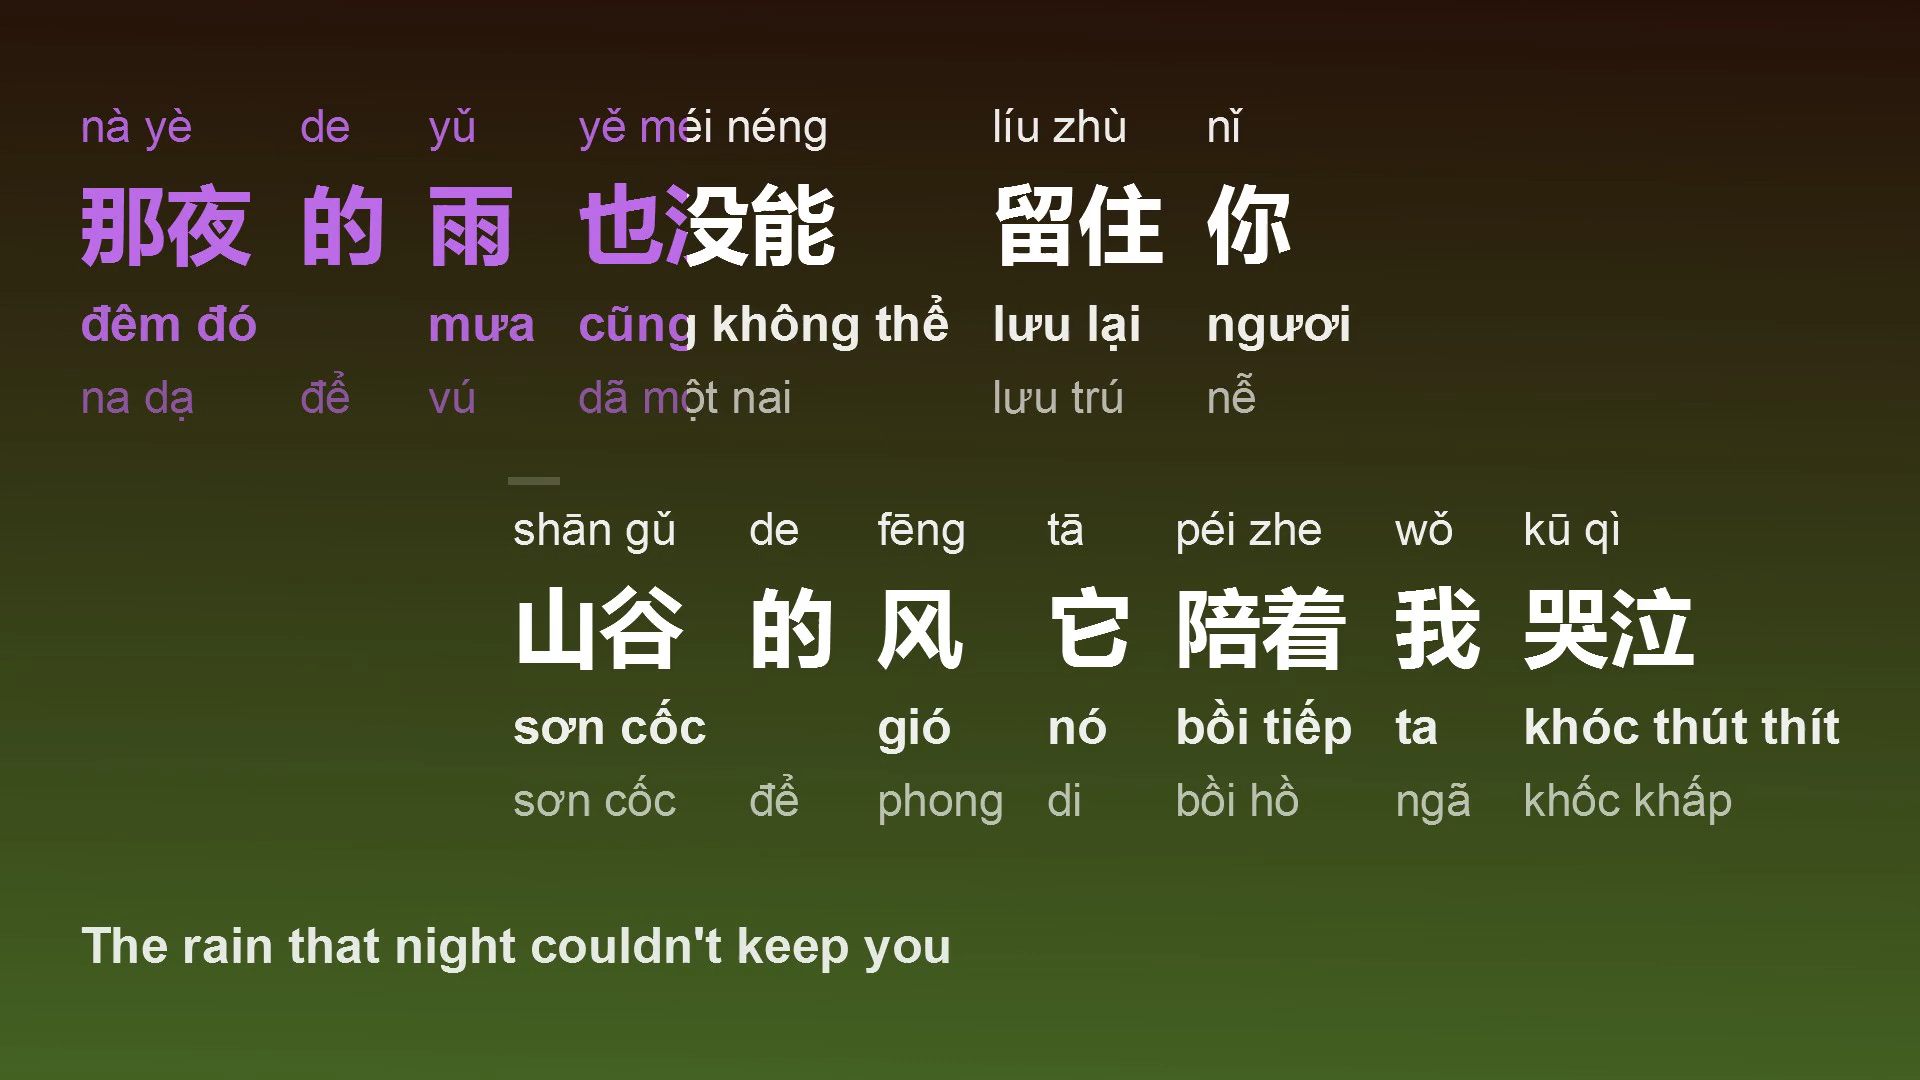 nà yè de yǔ yě méi néng líu zhù nǐ
那夜 的 雨 也没能 留住 你
đêm đó mưa cũng không thể lưu lại ngươi
na dạ để vú dã một nai lưu trú nễ
shān gǔ de fēng tā péi zhe wǒ kū qì
山谷 的 风 它 陪着 我 哭泣
sơn cốc gió nó bồi tiếp ta khóc thút thít
sơn cốc để phong di bồi hồ ngã khốc khấp
The rain that night couldn't keep you